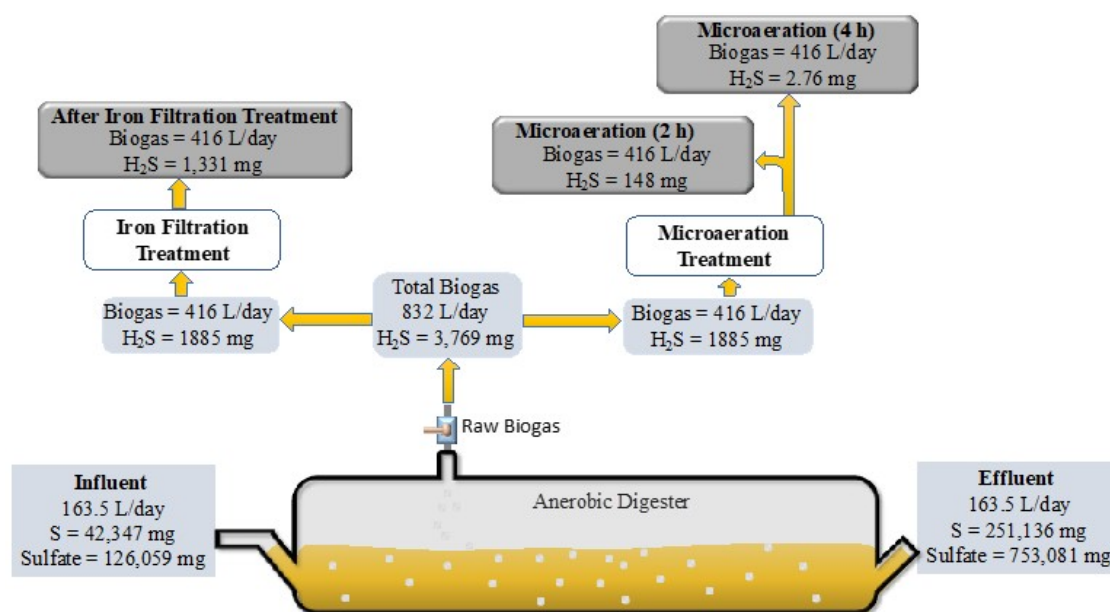 Microaeration (4 h)
Biogas = 416 L/day
H₂S = 2.76 mg
After Iron Filtration Treatment
Biogas = 416 L/day
H₂S = 1,331 mg
Microaeration (2 h)
Biogas = 416 L/day
H₂S = 148 mg
Iron Filtration
Treatment
Microaeration
Treatment
Biogas = 416 L/day
H₂S = 1885 mg
Total Biogas
832 L/day
H₂S = 3,769 mg
Biogas = 416 L/day
H₂S = 1885 mg
Raw Biogas
Influent
163.5 L/day
S = 42,347 mg
Sulfate = 126,059 mg
Anerobic Digester
Effluent
163.5 L/day
S = 251,136 mg
Sulfate = 753,081 mg